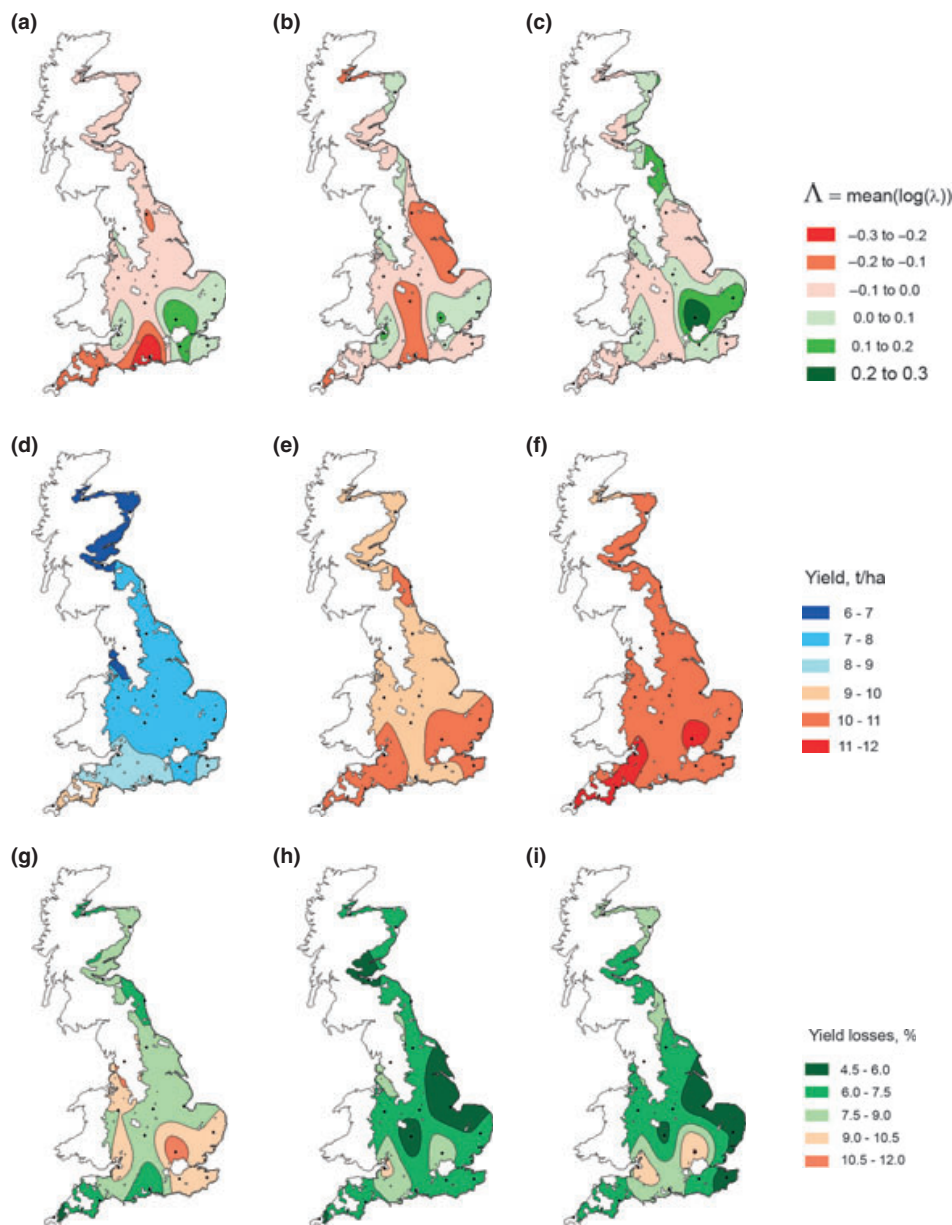 (a)
(b)
(c)
Λ = mean(log(λ))
–0.3 to –0.2
–0.2 to –0.1
–0.1 to 0.0
0.0 to 0.1
0.1 to 0.2
0.2 to 0.3
(d)
(e)
(f)
Yield, t/ha
6 - 7
7 - 8
8 - 9
9 - 10
10 - 11
11 -12
(g)
(h)
(i)
Yield losses, %
4.5 - 6.0
6.0 - 7.5
7.5 - 9.0
9.0 - 10.5
10.5 - 12.0